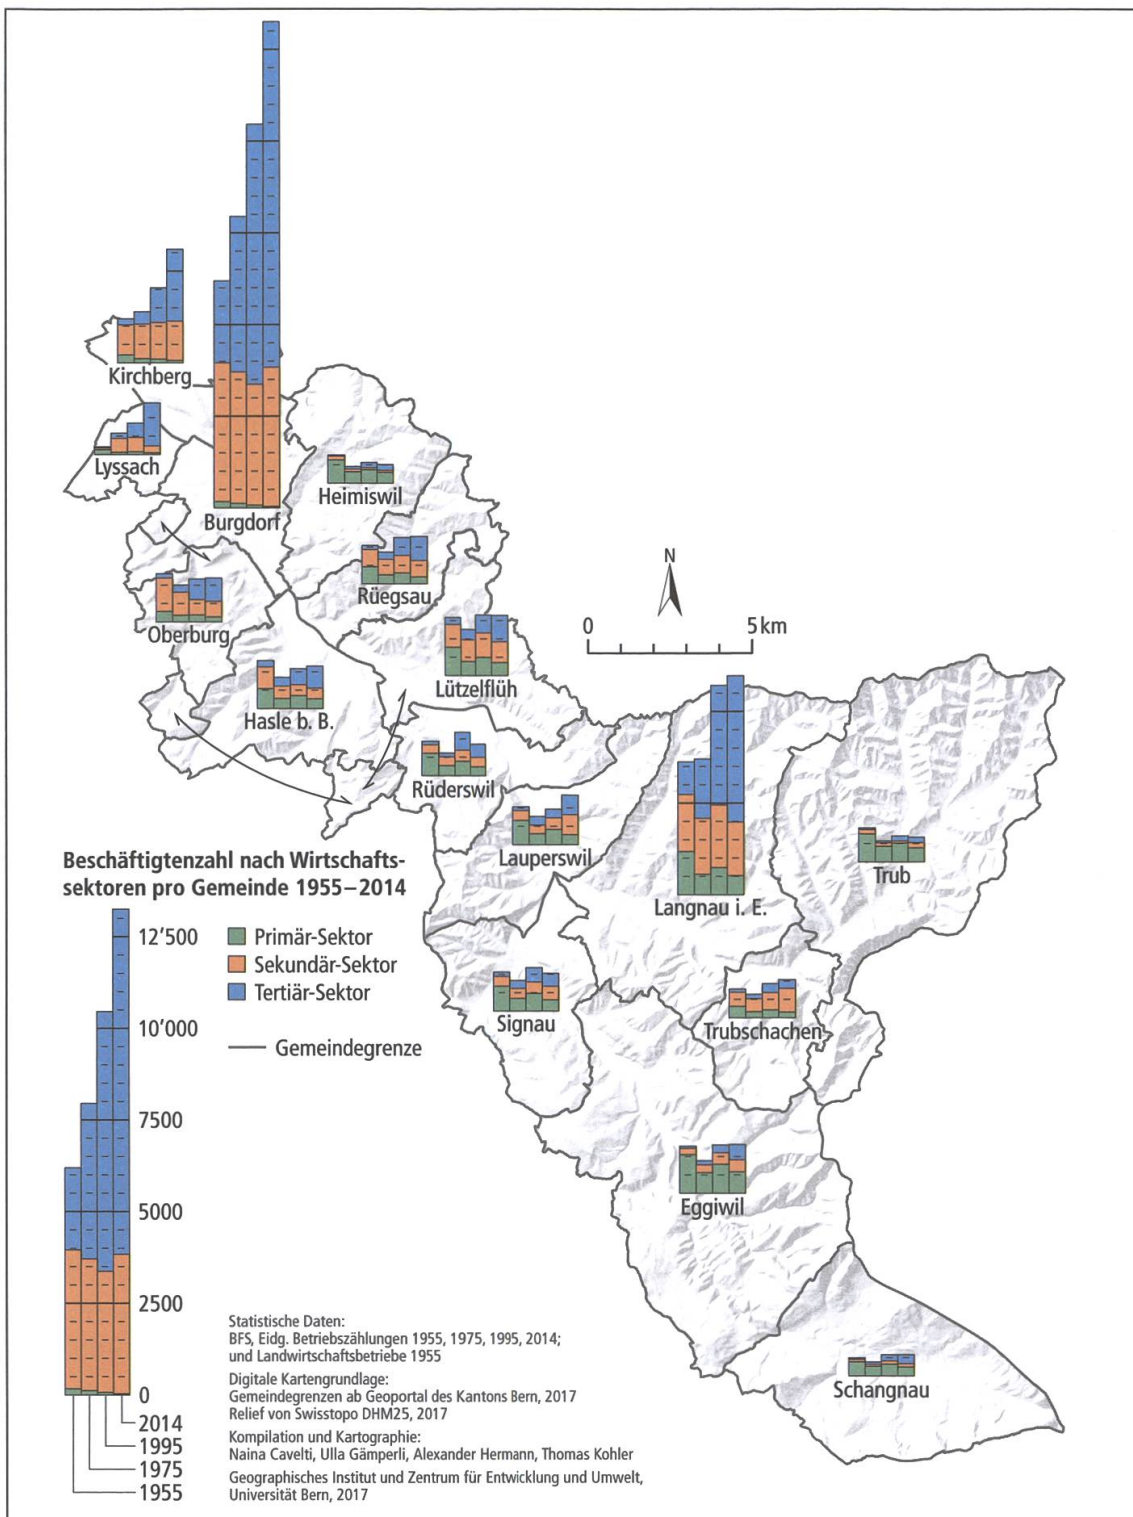 Kirchberg
Lyssach
Burgdorf
Heimiswil
Rüegsau
Oberburg
Lützelflüh
Hasle b. B.
Rüderswil
N
0 5 km
Lauperswil
Langnau i. E.
Trub
Signau
Trubschachen
Eggiwil
Schangnau
Beschäftigtenzahl nach Wirtschafts-
sektoren pro Gemeinde 1955–2014
12'500
10'000
7500
5000
2500
0
2014
1995
1975
1955
Primär-Sektor
Sekundär-Sektor
Tertiär-Sektor
Gemeindegrenze
Statistische Daten:
BFS, Eidg. Betriebszählungen 1955, 1975, 1995, 2014;
und Landwirtschaftsbetriebe 1955
Digitale Kartengrundlage:
Gemeindegrenzen ab Geoportal des Kantons Bern, 2017
Relief von Swisstopo DHM25, 2017
Kompilation und Kartographie:
Naina Cavelti, Ulla Gämperli, Alexander Hermann, Thomas Kohler
Geographisches Institut und Zentrum für Entwicklung und Umwelt,
Universität Bern, 2017